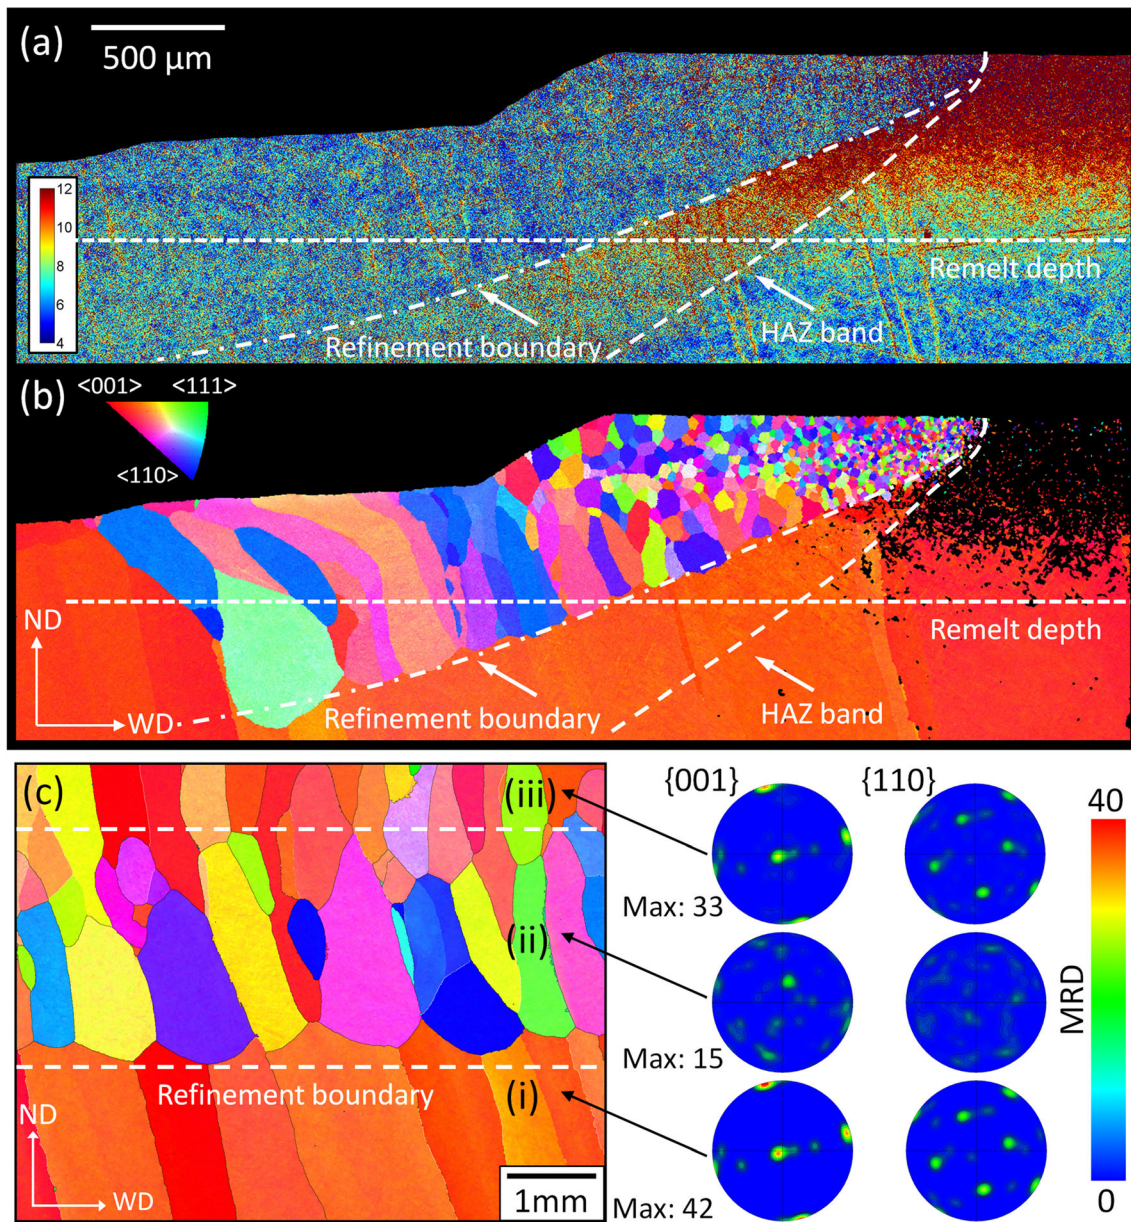 (a)
500 μm
12
10
8
6
4
Remelt depth
HAZ band
Refinement boundary
(b)
<001>
<111>
<110>
ND
WD
Remelt depth
HAZ band
Refinement boundary
(c)
(iii)
(ii)
Refinement boundary
(i)
ND
WD
1mm
{001}
{110}
40
Max: 33
Max: 15
MRD
Max: 42
0